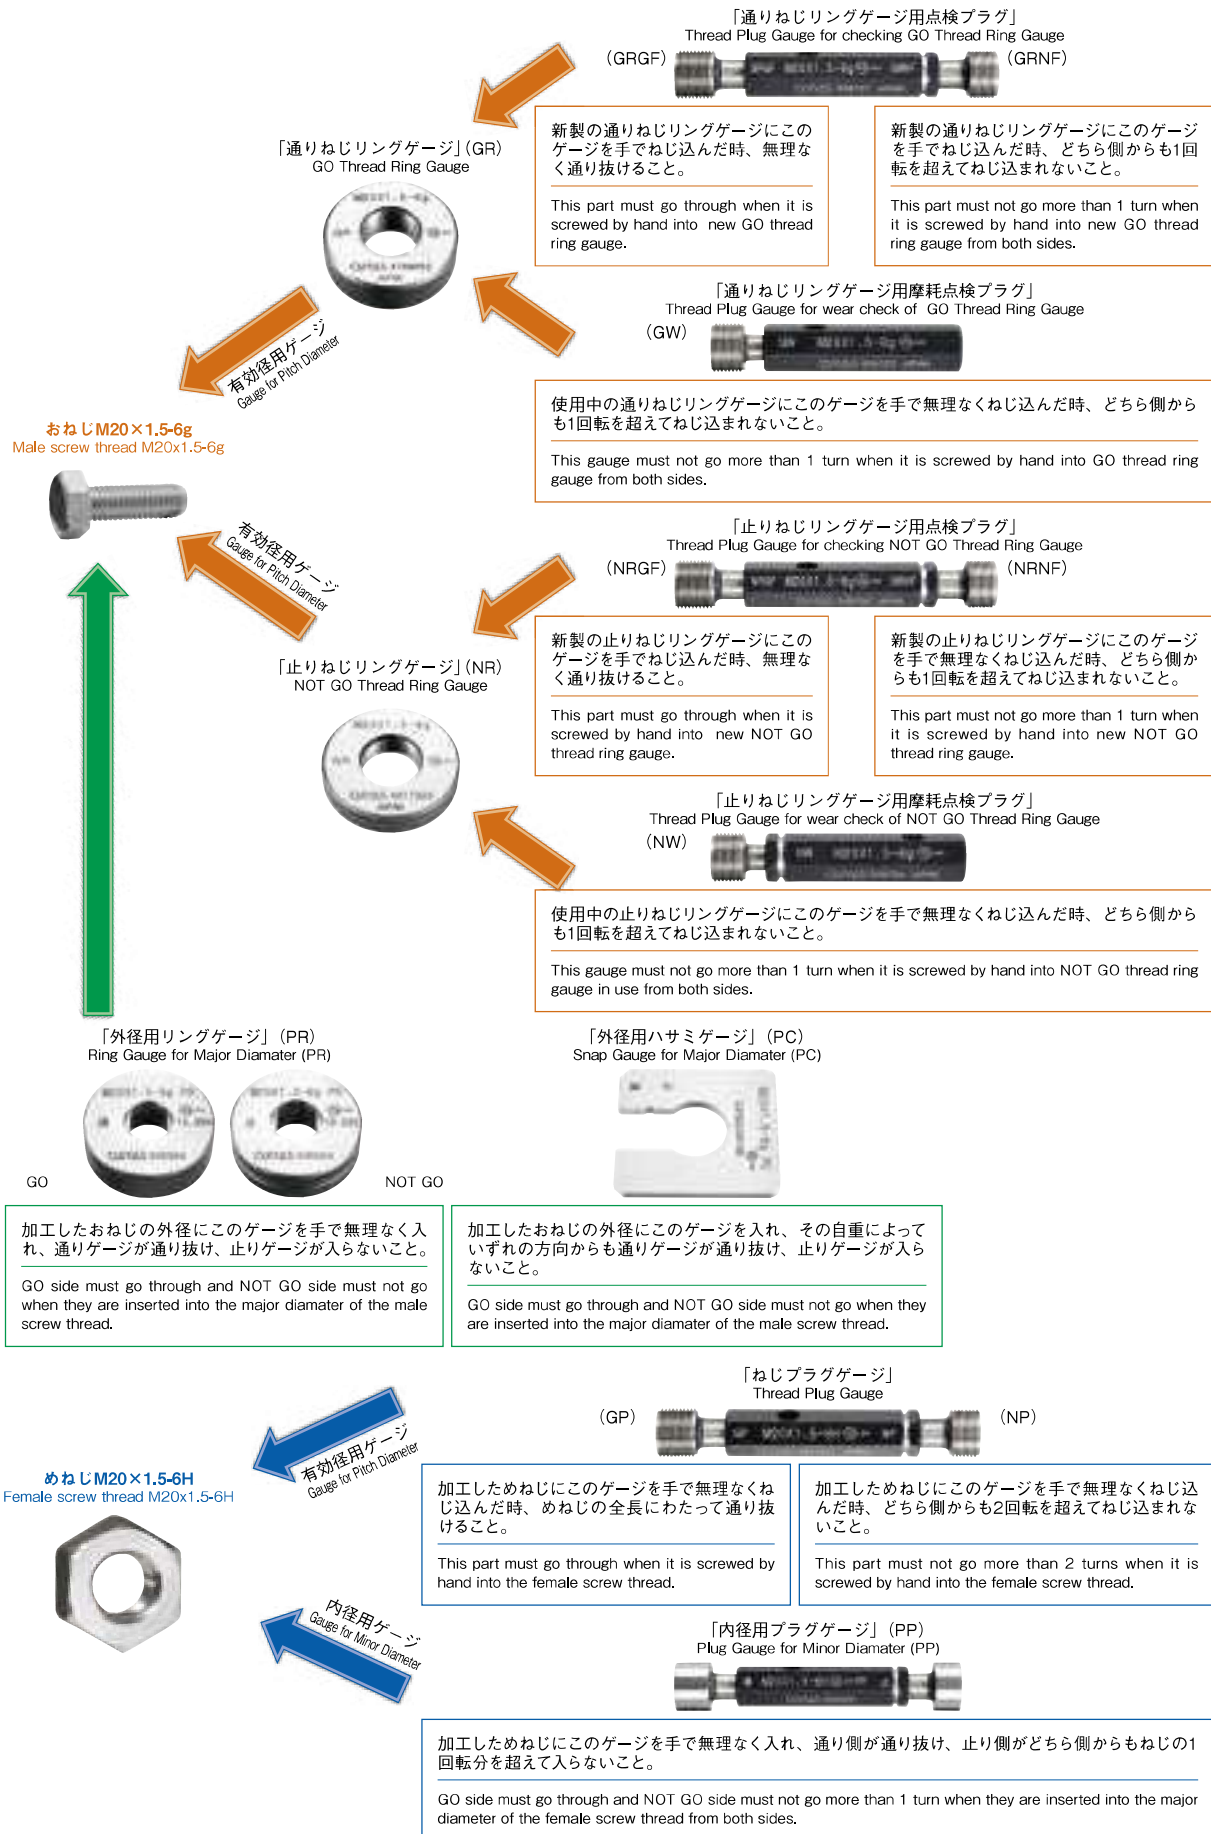 「通りねじリングゲージ用点検プラグ」
Thread Plug Gauge for checking GO Thread Ring Gauge
(GRGF)
(GRNF)
新製の通りねじリングゲージにこの
ゲージを手でねじ込んだ時、無理な
く通り抜けること。
This part must go through when it is
screwed by hand into new GO thread
ring gauge.
新製の通りねじリングゲージにこのゲージ
を手でねじ込んだ時、どちら側からも1回
転を超えてねじ込まれないこと。
This part must not go more than 1 turn when
it is screwed by hand into new GO thread
ring gauge from both sides.
「通りねじリングゲージ」(GR)
GO Thread Ring Gauge
「通りねじリングゲージ用摩耗点検プラグ」
Thread Plug Gauge for wear check of GO Thread Ring Gauge
(GW)
使用中の通りねじリングゲージにこのゲージを手で無理なくねじ込んだ時、どちら側から
も1回転を超えてねじ込まれないこと。
This gauge must not go more than 1 turn when it is screwed by hand into GO thread ring
gauge from both sides.
有効径用ゲージ
Gauge for Pitch Diameter
おねじM20×1.5-6g
Male screw thread M20x1.5-6g
有効径用ゲージ
Gauge for Pitch Diameter
「止りねじリングゲージ用点検プラグ」
Thread Plug Gauge for checking NOT GO Thread Ring Gauge
(NRGF)
(NRNF)
新製の止りねじリングゲージにこの
ゲージを手でねじ込んだ時、無理な
く通り抜けること。
This part must go through when it is
screwed by hand into new NOT GO
thread ring gauge.
新製の止りねじリングゲージにこのゲージ
を手で無理なくねじ込んだ時、どちら側か
らも1回転を超えてねじ込まれないこと。
This part must not go more than 1 turn when
it is screwed by hand into new NOT GO
thread ring gauge.
「止りねじリングゲージ」(NR)
NOT GO Thread Ring Gauge
「止りねじリングゲージ用摩耗点検プラグ」
Thread Plug Gauge for wear check of NOT GO Thread Ring Gauge
(NW)
使用中の止りねじリングゲージにこのゲージを手で無理なくねじ込んだ時、どちら側から
も1回転を超えてねじ込まれないこと。
This gauge must not go more than 1 turn when it is screwed by hand into NOT GO thread ring
gauge in use from both sides.
「外径用リングゲージ」(PR)
Ring Gauge for Major Diamater (PR)
GO
NOT GO
加工したおねじの外径にこのゲージを手で無理なく入
れ、通りゲージが通り抜け、止りゲージが入らないこと。
GO side must go through and NOT GO side must not go
when they are inserted into the major diamater of the male
screw thread.
「外径用ハサミゲージ」(PC)
Snap Gauge for Major Diamater (PC)
加工したおねじの外径にこのゲージを入れ、その自重によって
いずれの方向からも通りゲージが通り抜け、止りゲージが入ら
ないこと。
GO side must go through and NOT GO side must not go when they
are inserted into the major diamater of the male screw thread.
「ねじプラグゲージ」
Thread Plug Gauge
(GP)
(NP)
加工しためねじにこのゲージを手で無理なくね
じ込んだ時、めねじの全長にわたって通り抜
けること。
This part must go through when it is screwed by
hand into the female screw thread.
加工しためねじにこのゲージを手で無理なくねじ込
んだ時、どちら側からも2回転を超えてねじ込まれな
いこと。
This part must not go more than 2 turns when it is
screwed by hand into the female screw thread.
有効径用ゲージ
Gauge for Pitch Diameter
めねじM20×1.5-6H
Female screw thread M20x1.5-6H
内径用ゲージ
Gauge for Minor Diameter
「内径用プラグゲージ」(PP)
Plug Gauge for Minor Diamater (PP)
加工しためねじにこのゲージを手で無理なく入れ、通り側が通り抜け、止り側がどちら側からもねじの1
回転分を超えて入らないこと。
GO side must go through and NOT GO side must not go more than 1 turn when they are inserted into the major
diameter of the female screw thread from both sides.